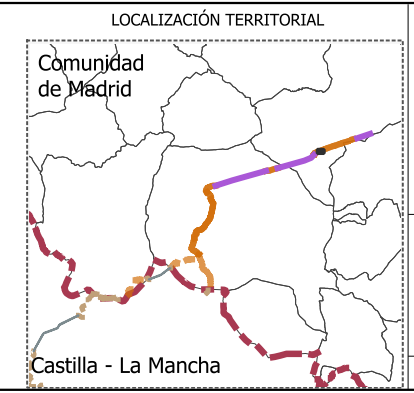 LOCALIZACIÓN TERRITORIAL
Comunidad
de Madrid
Castilla - La Mancha